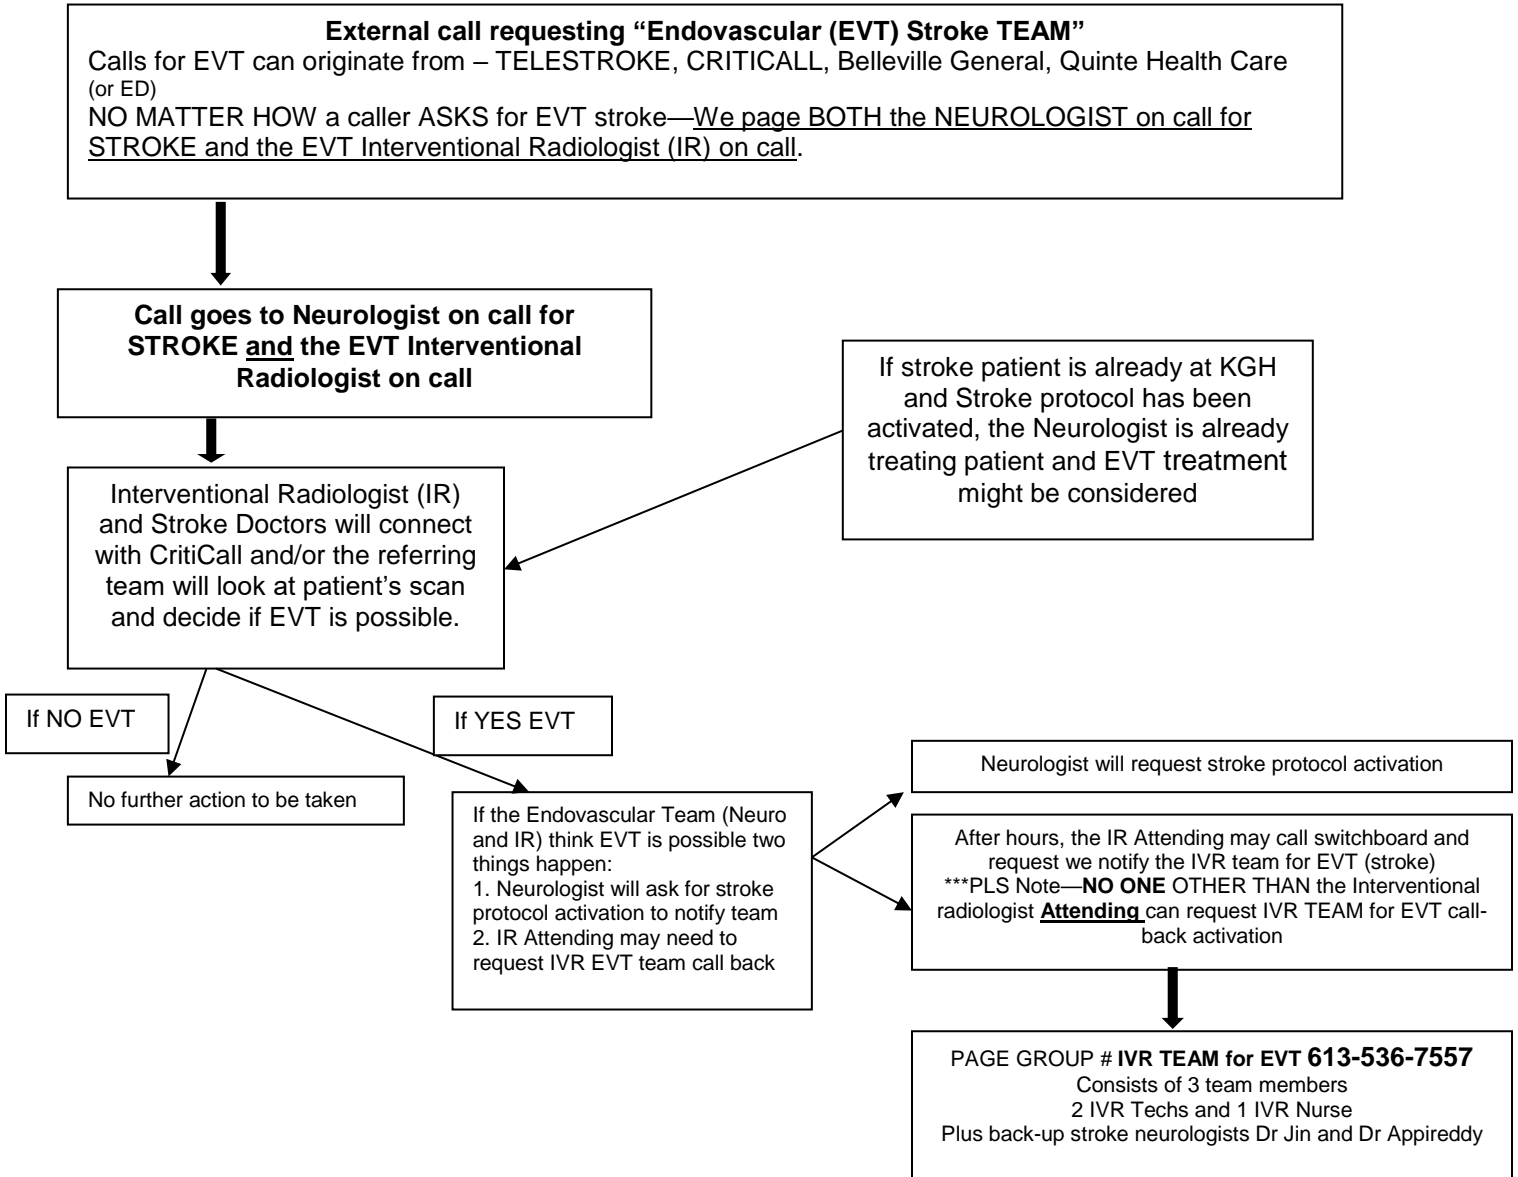 External call requesting “Endovascular (EVT) Stroke TEAM”
Calls for EVT can originate from – TELESTROKE, CRITICALL, Belleville General, Quinte Health Care
(or ED)
NO MATTER HOW a caller ASKS for EVT stroke—We page BOTH the NEUROLOGIST on call for
STROKE and the EVT Interventional Radiologist (IR) on call.
Call goes to Neurologist on call for
STROKE and the EVT Interventional
Radiologist on call
If stroke patient is already at KGH
and Stroke protocol has been
activated, the Neurologist is already
treating patient and EVT treatment
might be considered
Interventional Radiologist (IR)
and Stroke Doctors will connect
with CritiCall and/or the referring
team will look at patient’s scan
and decide if EVT is possible.
If NO EVT
If YES EVT
No further action to be taken
If the Endovascular Team (Neuro
and IR) think EVT is possible two
things happen:
1. Neurologist will ask for stroke
protocol activation to notify team
2. IR Attending may need to
request IVR EVT team call back
Neurologist will request stroke protocol activation
After hours, the IR Attending may call switchboard and
request we notify the IVR team for EVT (stroke)
***PLS Note—NO ONE OTHER THAN the Interventional
radiologist Attending can request IVR TEAM for EVT call-
back activation
PAGE GROUP # IVR TEAM for EVT 613-536-7557
Consists of 3 team members
2 IVR Techs and 1 IVR Nurse
Plus back-up stroke neurologists Dr Jin and Dr Appireddy